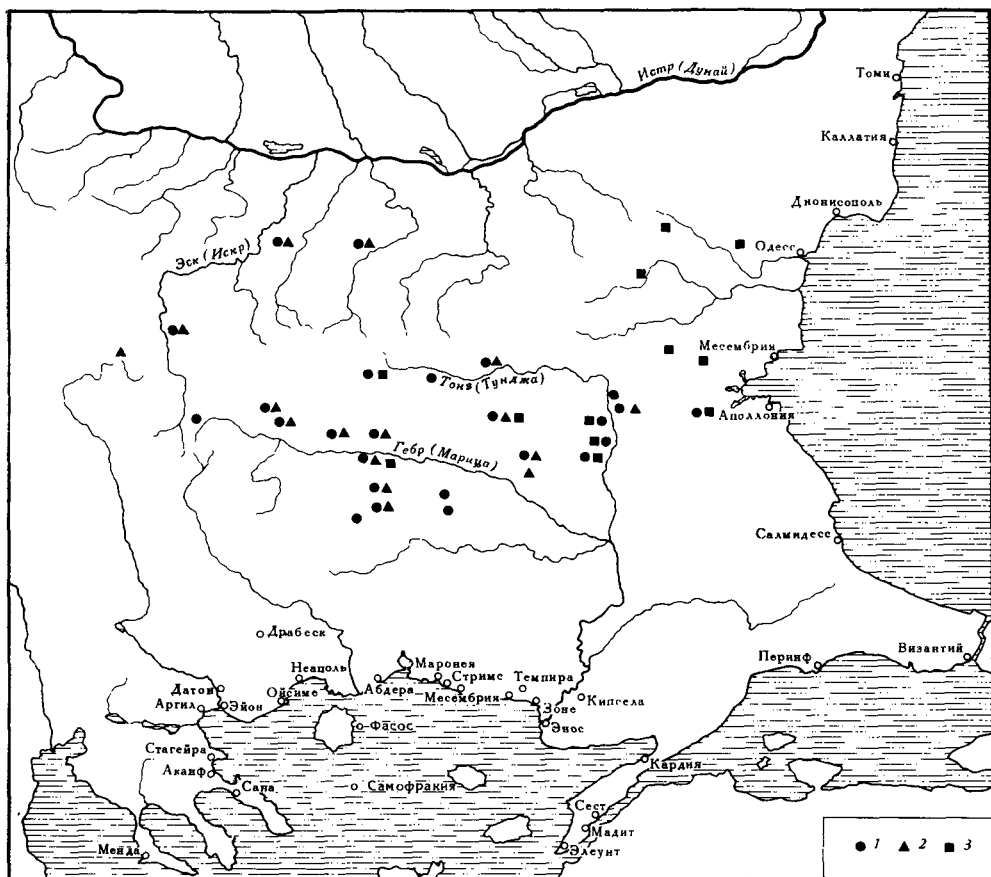 Истр (Дунай)
Томи
Каллатия
Дионисополь
Одесс
Эск (Искр)
Месембрия
Тонз (Тунджа)
Аполлония
Гебр (Марица)
Салмидесс
Драбеск
Византий
Перинф
Неаполь
Маронея
Стримс
Темпира
Датов
Ойсиме
Абдера
Месембрия
Кипсела
Аргил
Эйон
Зоне
Фасос
Энос
Стагейра
Кардия
Аканф
Сана
Самофракия
Сест
Мадит
Элеунт
Менда
1 2 3